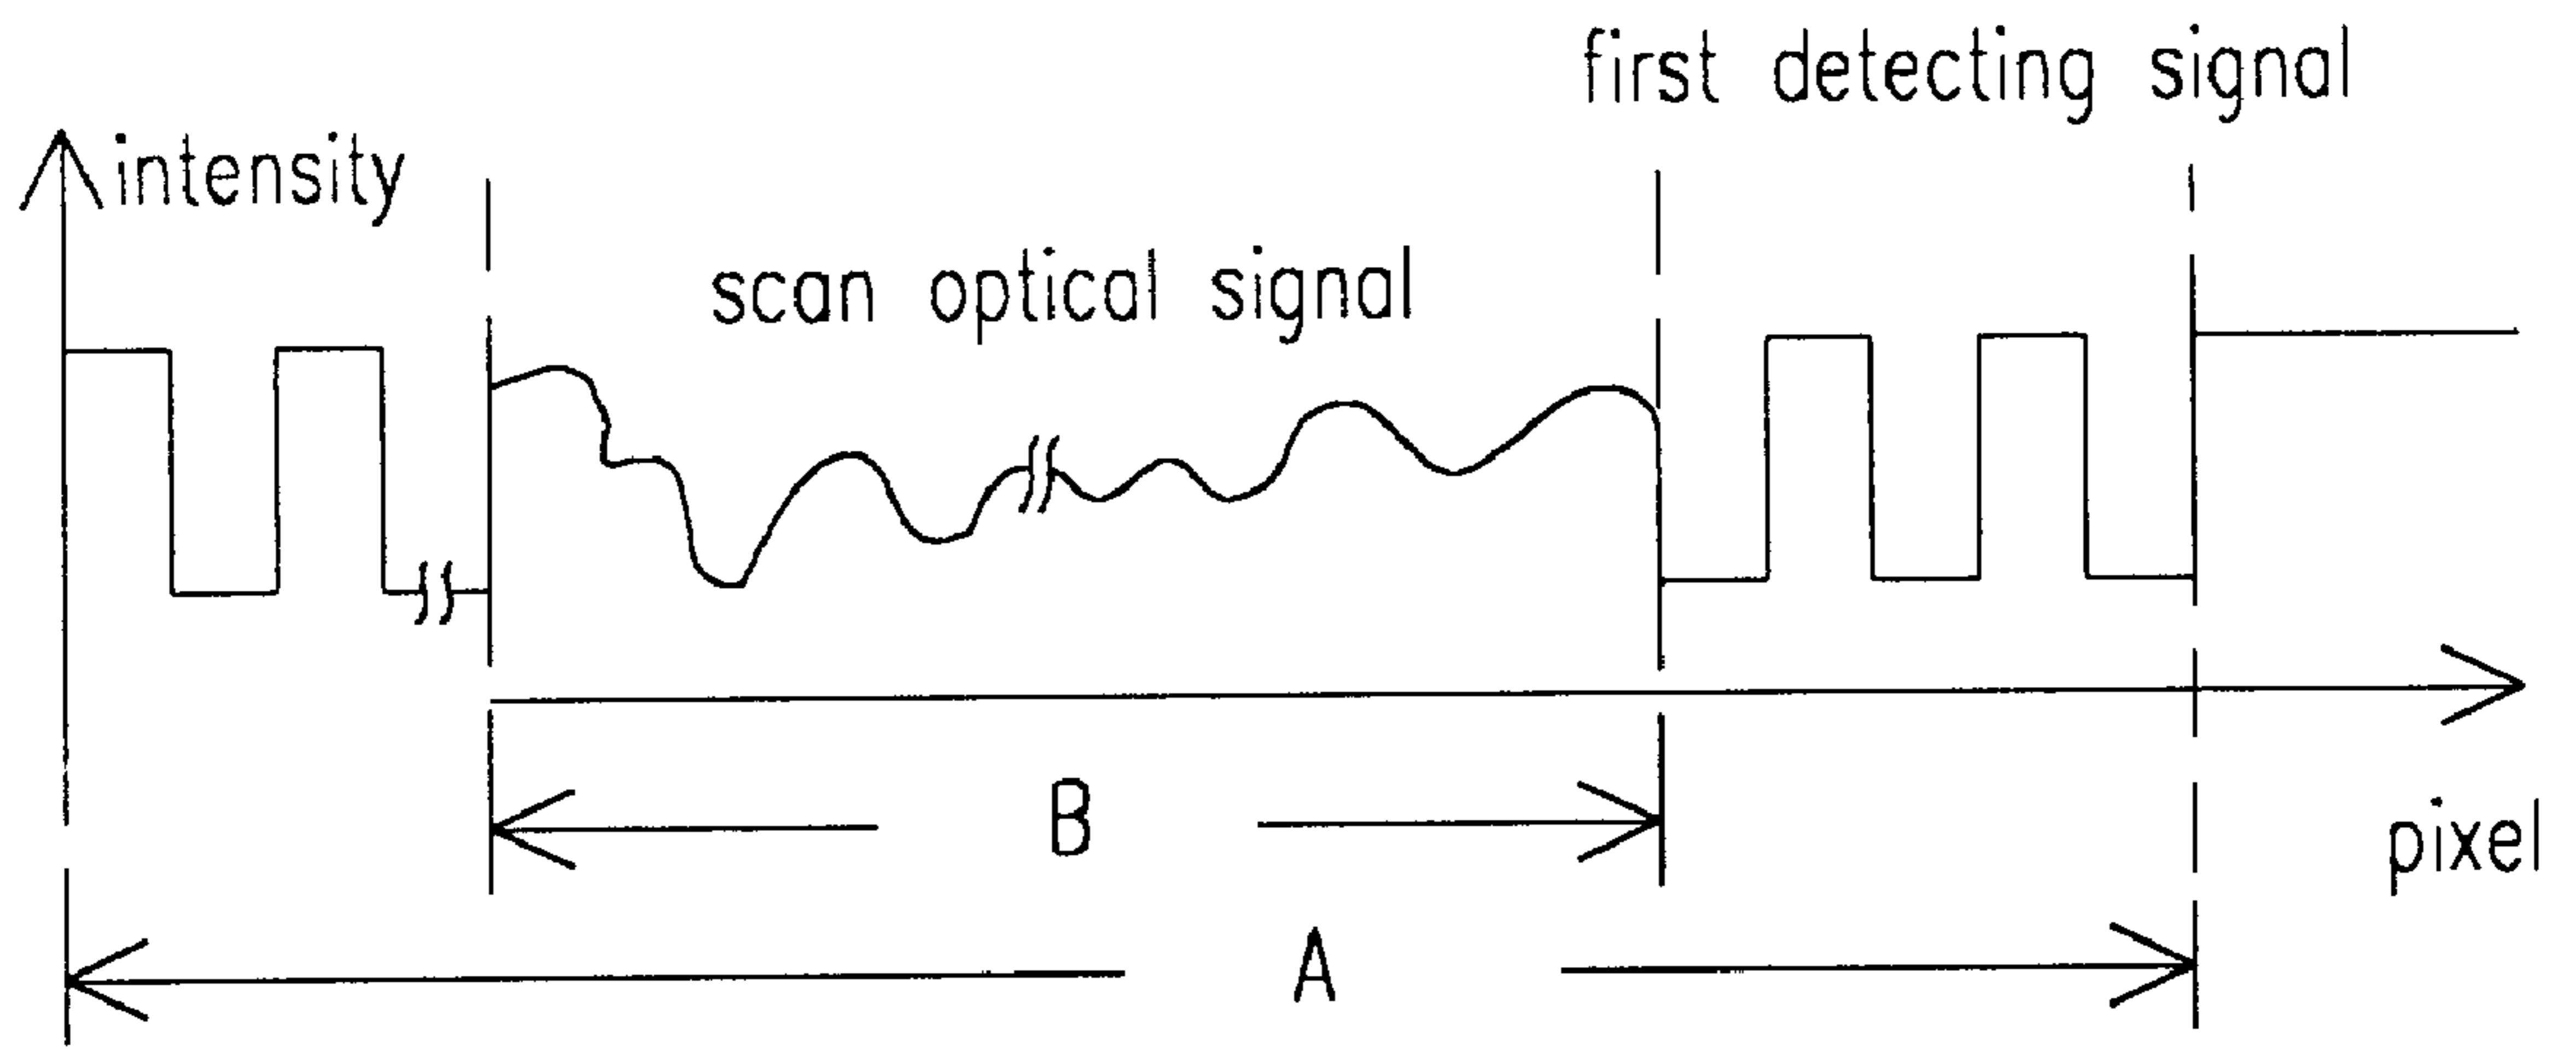 first detecting signal
intensity
scan optical signal
B
pixel
A